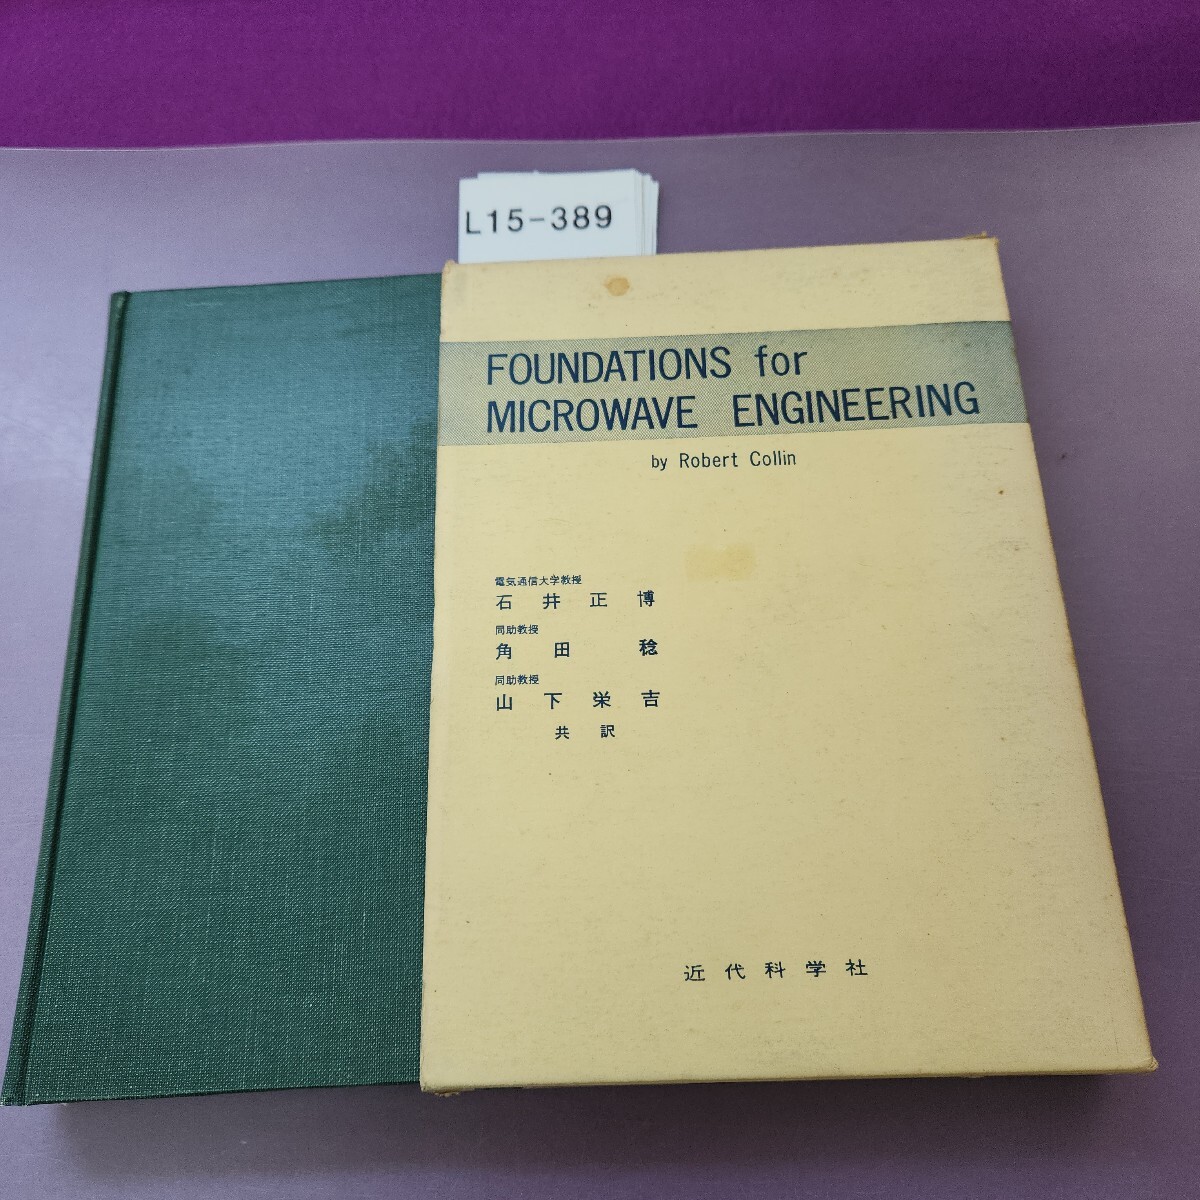 L15-389
FOUNDATIONS for
MICROWAVE ENGINEERING
by Robert Collin
電気通信大学教授
石井正博
同助教授
角田稔
同助教授
山下栄吉
共訳
近代科学社